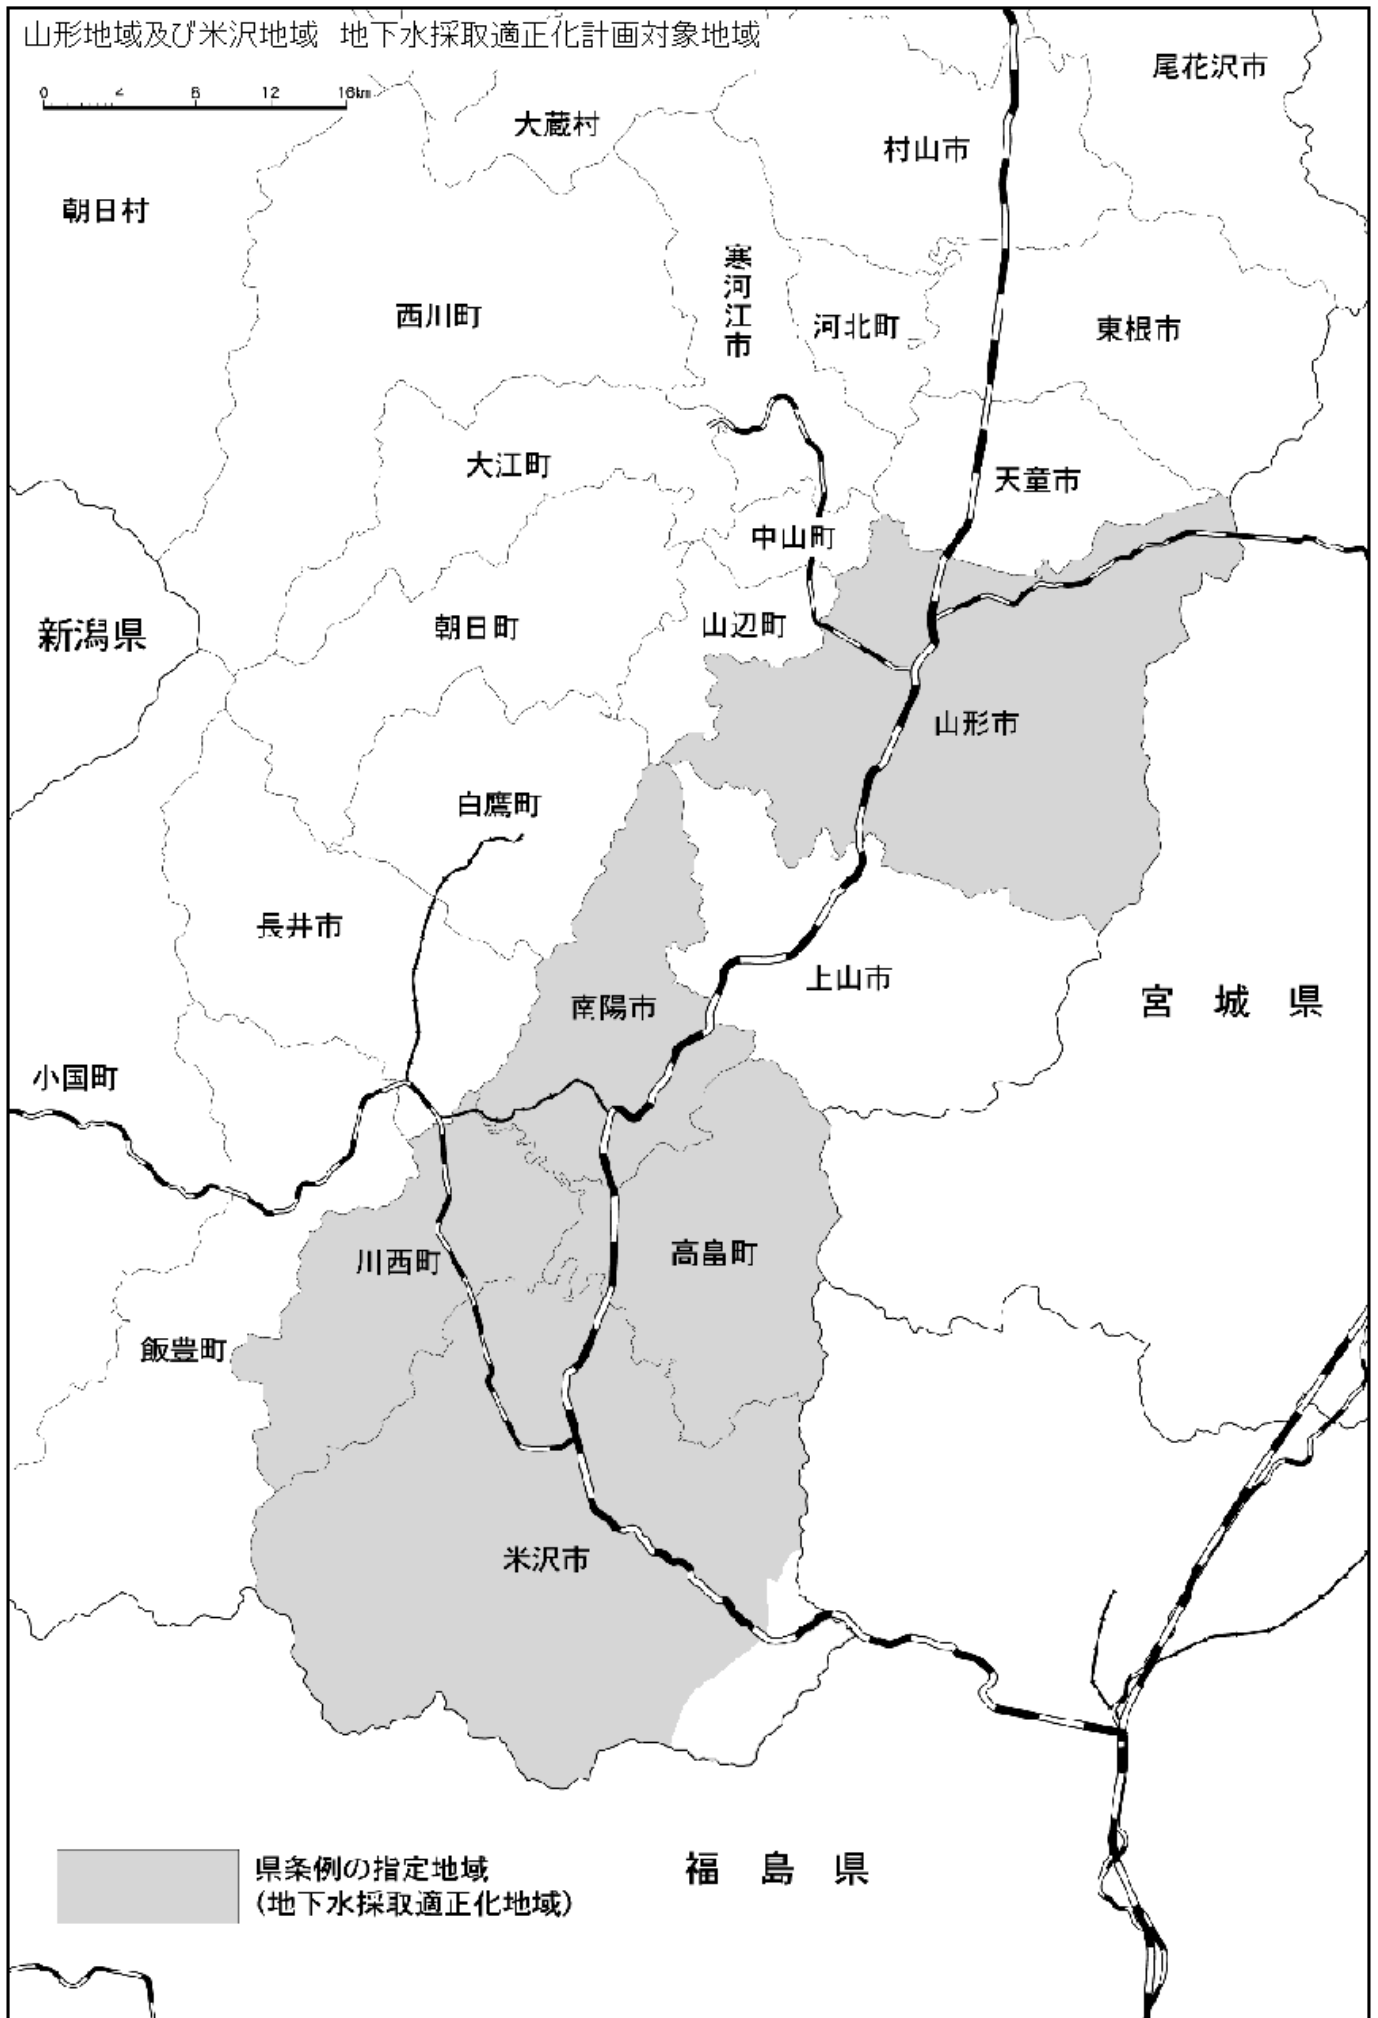 山形地域及び米沢地域 地下水採取適正化計画対象地域
0 4 8 12 16km
尾花沢市
大蔵村
村山市
朝日村
寒河江市
西川町
河北町
東根市
大江町
天童市
中山町
新潟県
朝日町
山辺町
山形市
白鷹町
長井市
上山市
南陽市
宮城県
小国町
川西町
高畠町
飯豊町
米沢市
県条例の指定地域
(地下水採取適正化地域)
福島県